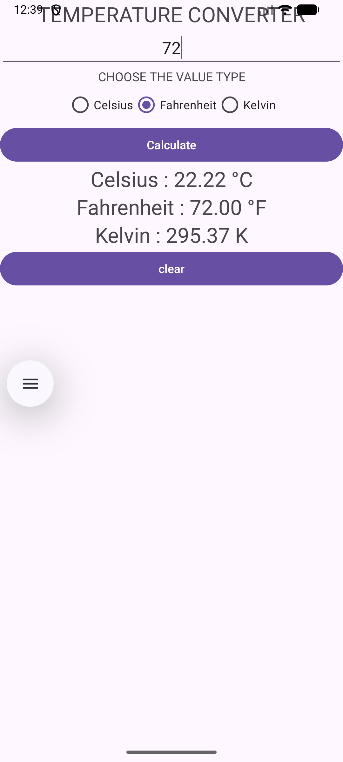 12:39
TEMPERATURE CONVERTER
72
CHOOSE THE VALUE TYPE
Celsius Fahrenheit Kelvin
Calculate
Celsius : 22.22 °C
Fahrenheit : 72.00 °F
Kelvin : 295.37 K
clear